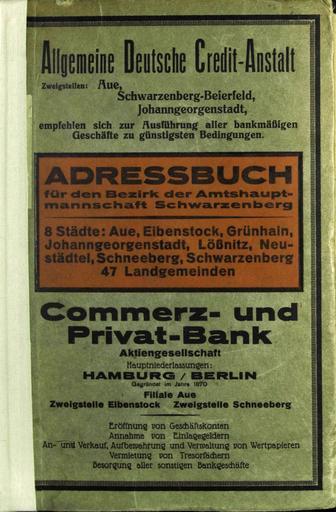 Allgemeine Deutsche Credit-Anstalt
Zweigstellen: Aue,
Schwarzenberg-Beierfeld,
Johanngeorgenstadt,
empfehlen sich zur Ausführung aller bankmäßigen
Geschäfte zu günstigsten Bedingungen.
ADRESSBUCH
für den Bezirk der Amtshaupt-
mannschaft Schwarzenberg
8 Städte: Aue, Eibenstock, Grünhain,
Johanngeorgenstadt, Lößnitz, Neu-
städtel, Schneeberg, Schwarzenberg
47 Landgemeinden
Commerz- und
Privat-Bank
Aktiengesellschaft
Hauptniederlassungen:
HAMBURG / BERLIN
Gegründet im Jahre 1870
Filiale Aue
Zweigstelle Eibenstock Zweigstelle Schneeberg
Eröffnung von Geschäftskonten
Annahme von Einlagegeldern
An- und Verkauf, Aufbewahrung und Verwaltung von Wertpapieren
Vermietung von Tresorfächern
Besorgung aller sonstigen Bankgeschäfte